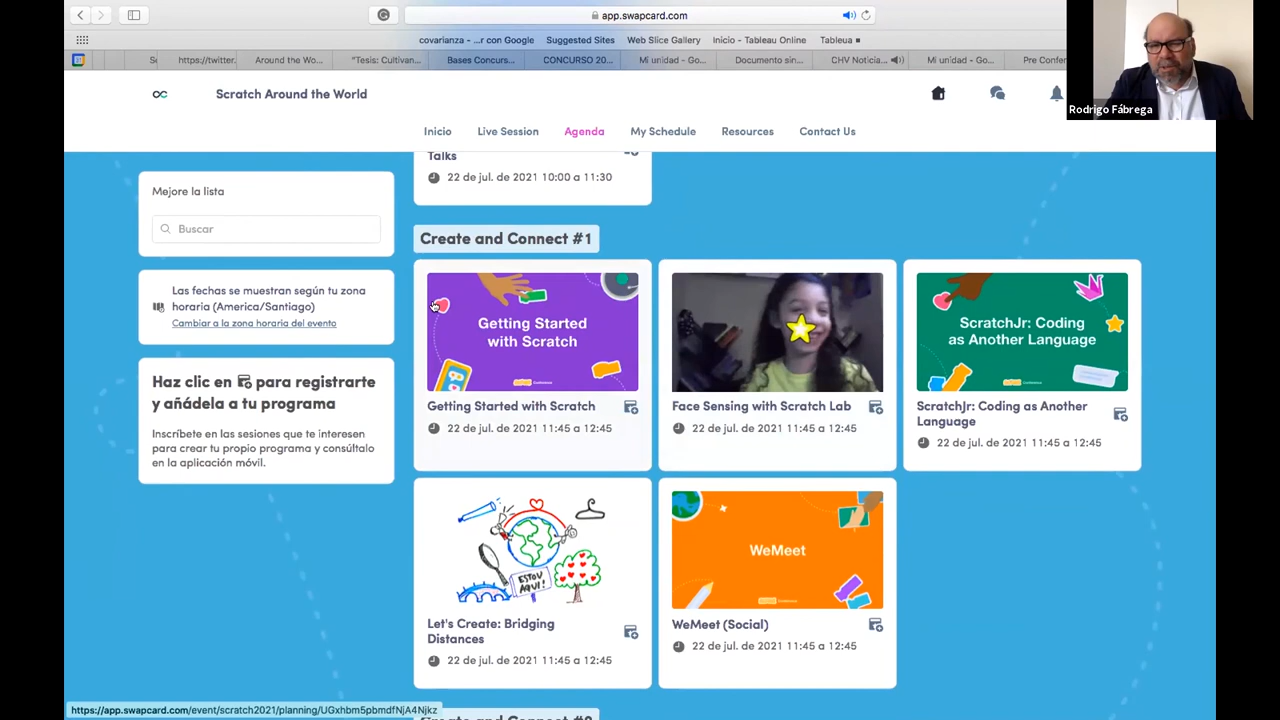 app.swapcard.com
covarianza - ...r con Google
Suggested Sites
Web Slice Gallery
Inicio - Tableau Online
Tableua
https://twitter.
Around the Wo...
"Tesis: Cultivan...
Bases Concurs...
CONCURSO 20...
Mi unidad - Go...
Documento sin...
CHV Noticia...
Mi unidad - Go...
Pre Conferen
Rodrigo Fábrega
Scratch Around the World
Inicio
Live Session
Agenda
My Schedule
Resources
Contact Us
Mejore la lista
Buscar
Las fechas se muestran según tu zona
horaria (America/Santiago)
Cambiar a la zona horaria del evento
Haz clic en para registrarte
y añádela a tu programa
Inscríbete en las sesiones que te interesen
para crear tu propio programa y consúltalo
en la aplicación móvil.
Talks
22 de jul. de 2021 10:00 a 11:30
Create and Connect #1
Getting Started
with Scratch
Getting Started with Scratch
22 de jul. de 2021 11:45 a 12:45
Face Sensing with Scratch Lab
22 de jul. de 2021 11:45 a 12:45
ScratchJr: Coding
as Another Language
ScratchJr: Coding as Another
Language
22 de jul. de 2021 11:45 a 12:45
ESTOU
AQUI!
Let's Create: Bridging
Distances
22 de jul. de 2021 11:45 a 12:45
WeMeet
WeMeet (Social)
22 de jul. de 2021 11:45 a 12:45
https://app.swapcard.com/event/scratch2021/planning/UGxhbm5pbmdfNjA4Njkz